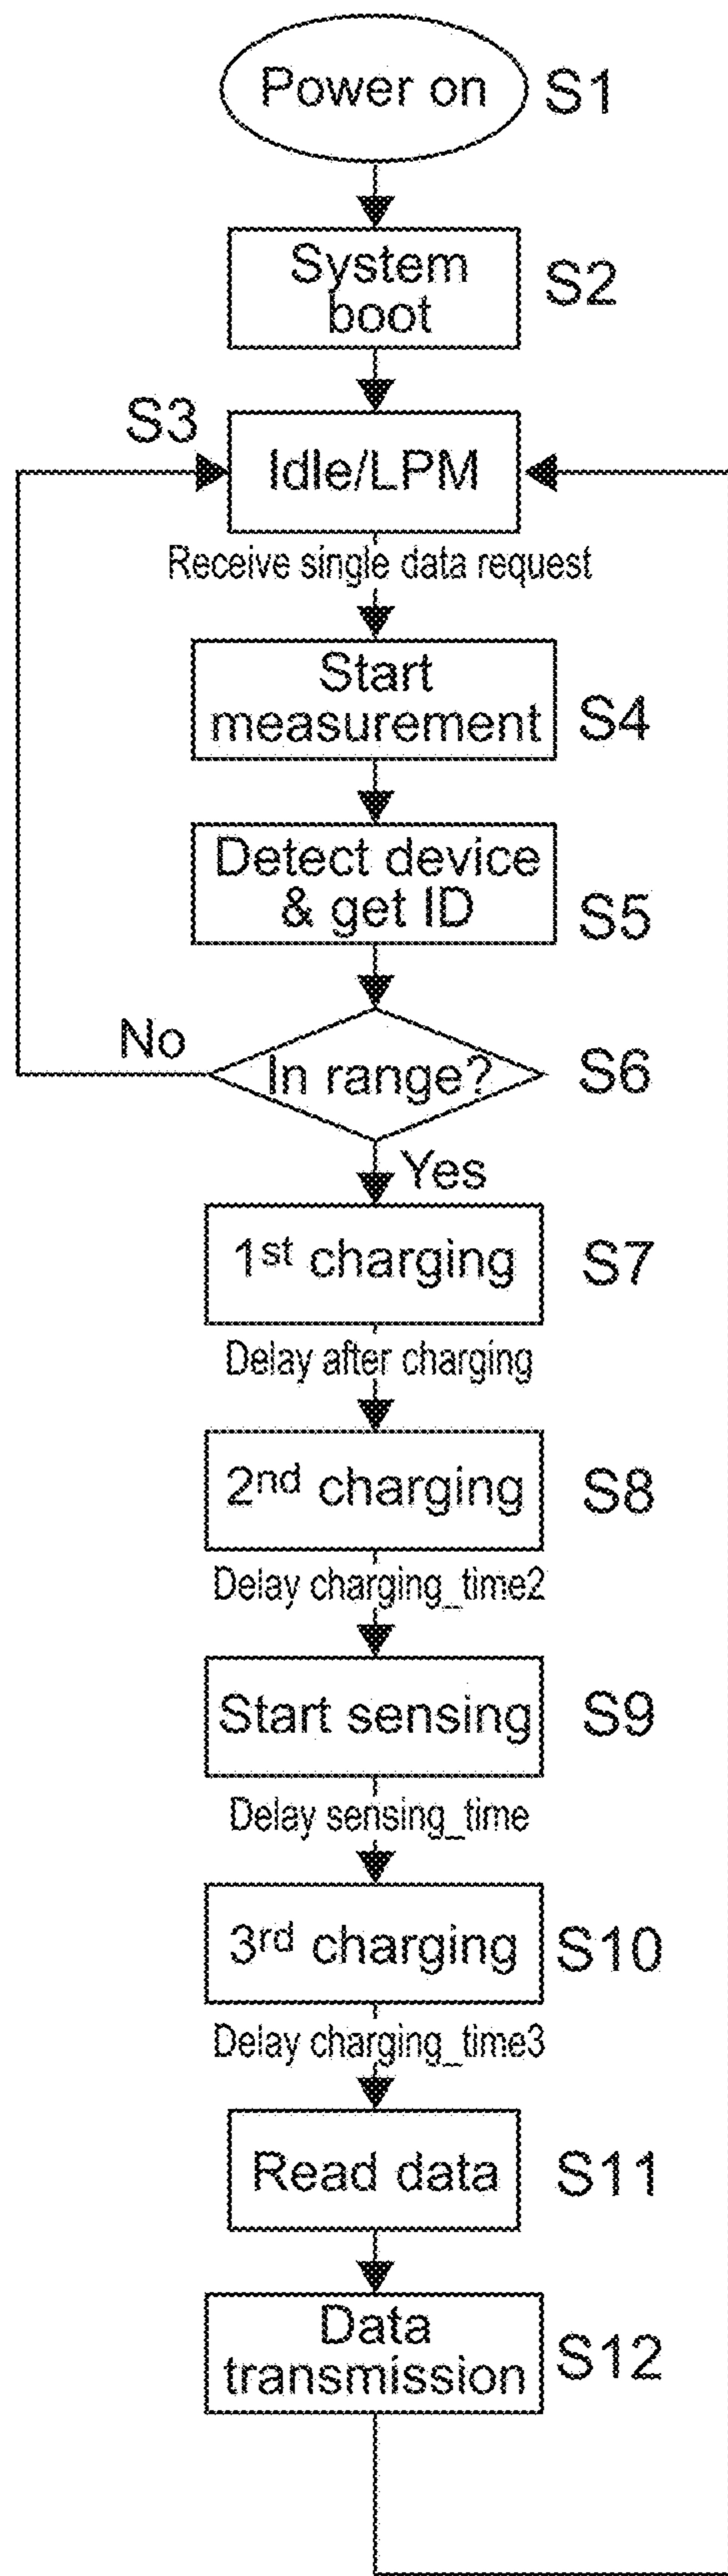 Power on S1
System
boot
S2
S3
Idle/LPM
Receive single data request
Start
measurement
S4
Detect device
& get ID
S5
No
In range? S6
Yes
1st charging S7
Delay after charging
2nd charging S8
Delay charging_time2
Start sensing S9
Delay sensing_time
3rd charging S10
Delay charging_time3
Read data S11
Data
transmission
S12